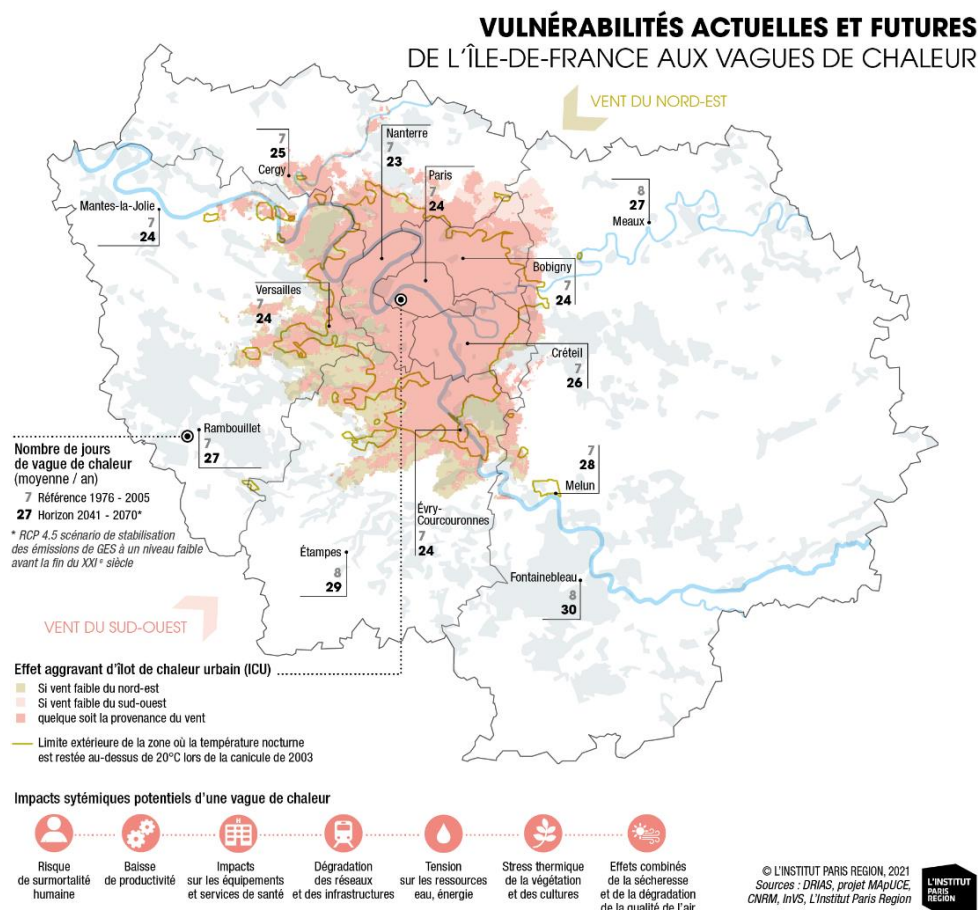 VULNÉRABILITÉS ACTUELLES ET FUTURES
DE L'ÎLE-DE-FRANCE AUX VAGUES DE CHALEUR
VENT DU NORD-EST
7
25
Cergy
Nanterre
7
23
Paris
7
24
8
27
Meaux
Mantes-la-Jolie
7
24
Bobigny
7
24
Versailles
7
24
Créteil
7
26
Rambouillet
7
27
7
28
Melun
Évry-
Courcouronnes
7
24
Étampes
8
29
Fontainebleau
8
30
Nombre de jours
de vague de chaleur
(moyenne / an)
7 Référence 1976 - 2005
27 Horizon 2041 - 2070*
* RCP 4.5 scénario de stabilisation
des émissions de GES à un niveau faible
avant la fin du XXI e siècle
VENT DU SUD-OUEST
Effet aggravant d'îlot de chaleur urbain (ICU)
Si vent faible du nord-est
Si vent faible du sud-ouest
quelque soit la provenance du vent
Limite extérieure de la zone où la température nocturne
est restée au-dessus de 20°C lors de la canicule de 2003
Impacts sytémiques potentiels d'une vague de chaleur
Risque
de surmortalité
humaine
Baisse
de productivité
Impacts
sur les équipements
et services de santé
Dégradation
des réseaux
et des infrastructures
Tension
sur les ressources
eau, énergie
Stress thermique
de la végétation
et des cultures
Effets combinés
de la sécheresse
et de la dégradation
de la qualité de l'air
© L'INSTITUT PARIS REGION, 2021
Sources : DRIAS, projet MApUCE,
CNRM, InVS, L'Institut Paris Region
L'INSTITUT
PARIS
REGION